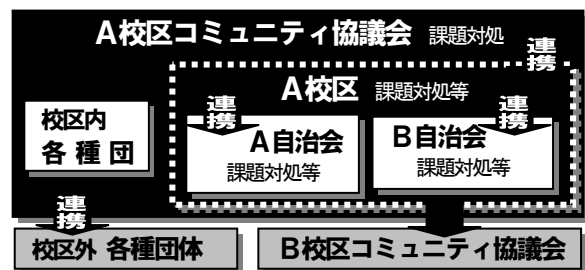 A校区コミュニティ協議会 課題対処
連携
A校区 課題対処等
校区内
各種団
連携
A自治会
課題対処等
連携
B自治会
課題対処等
連携
校区外 各種団体
B校区コミュニティ協議会